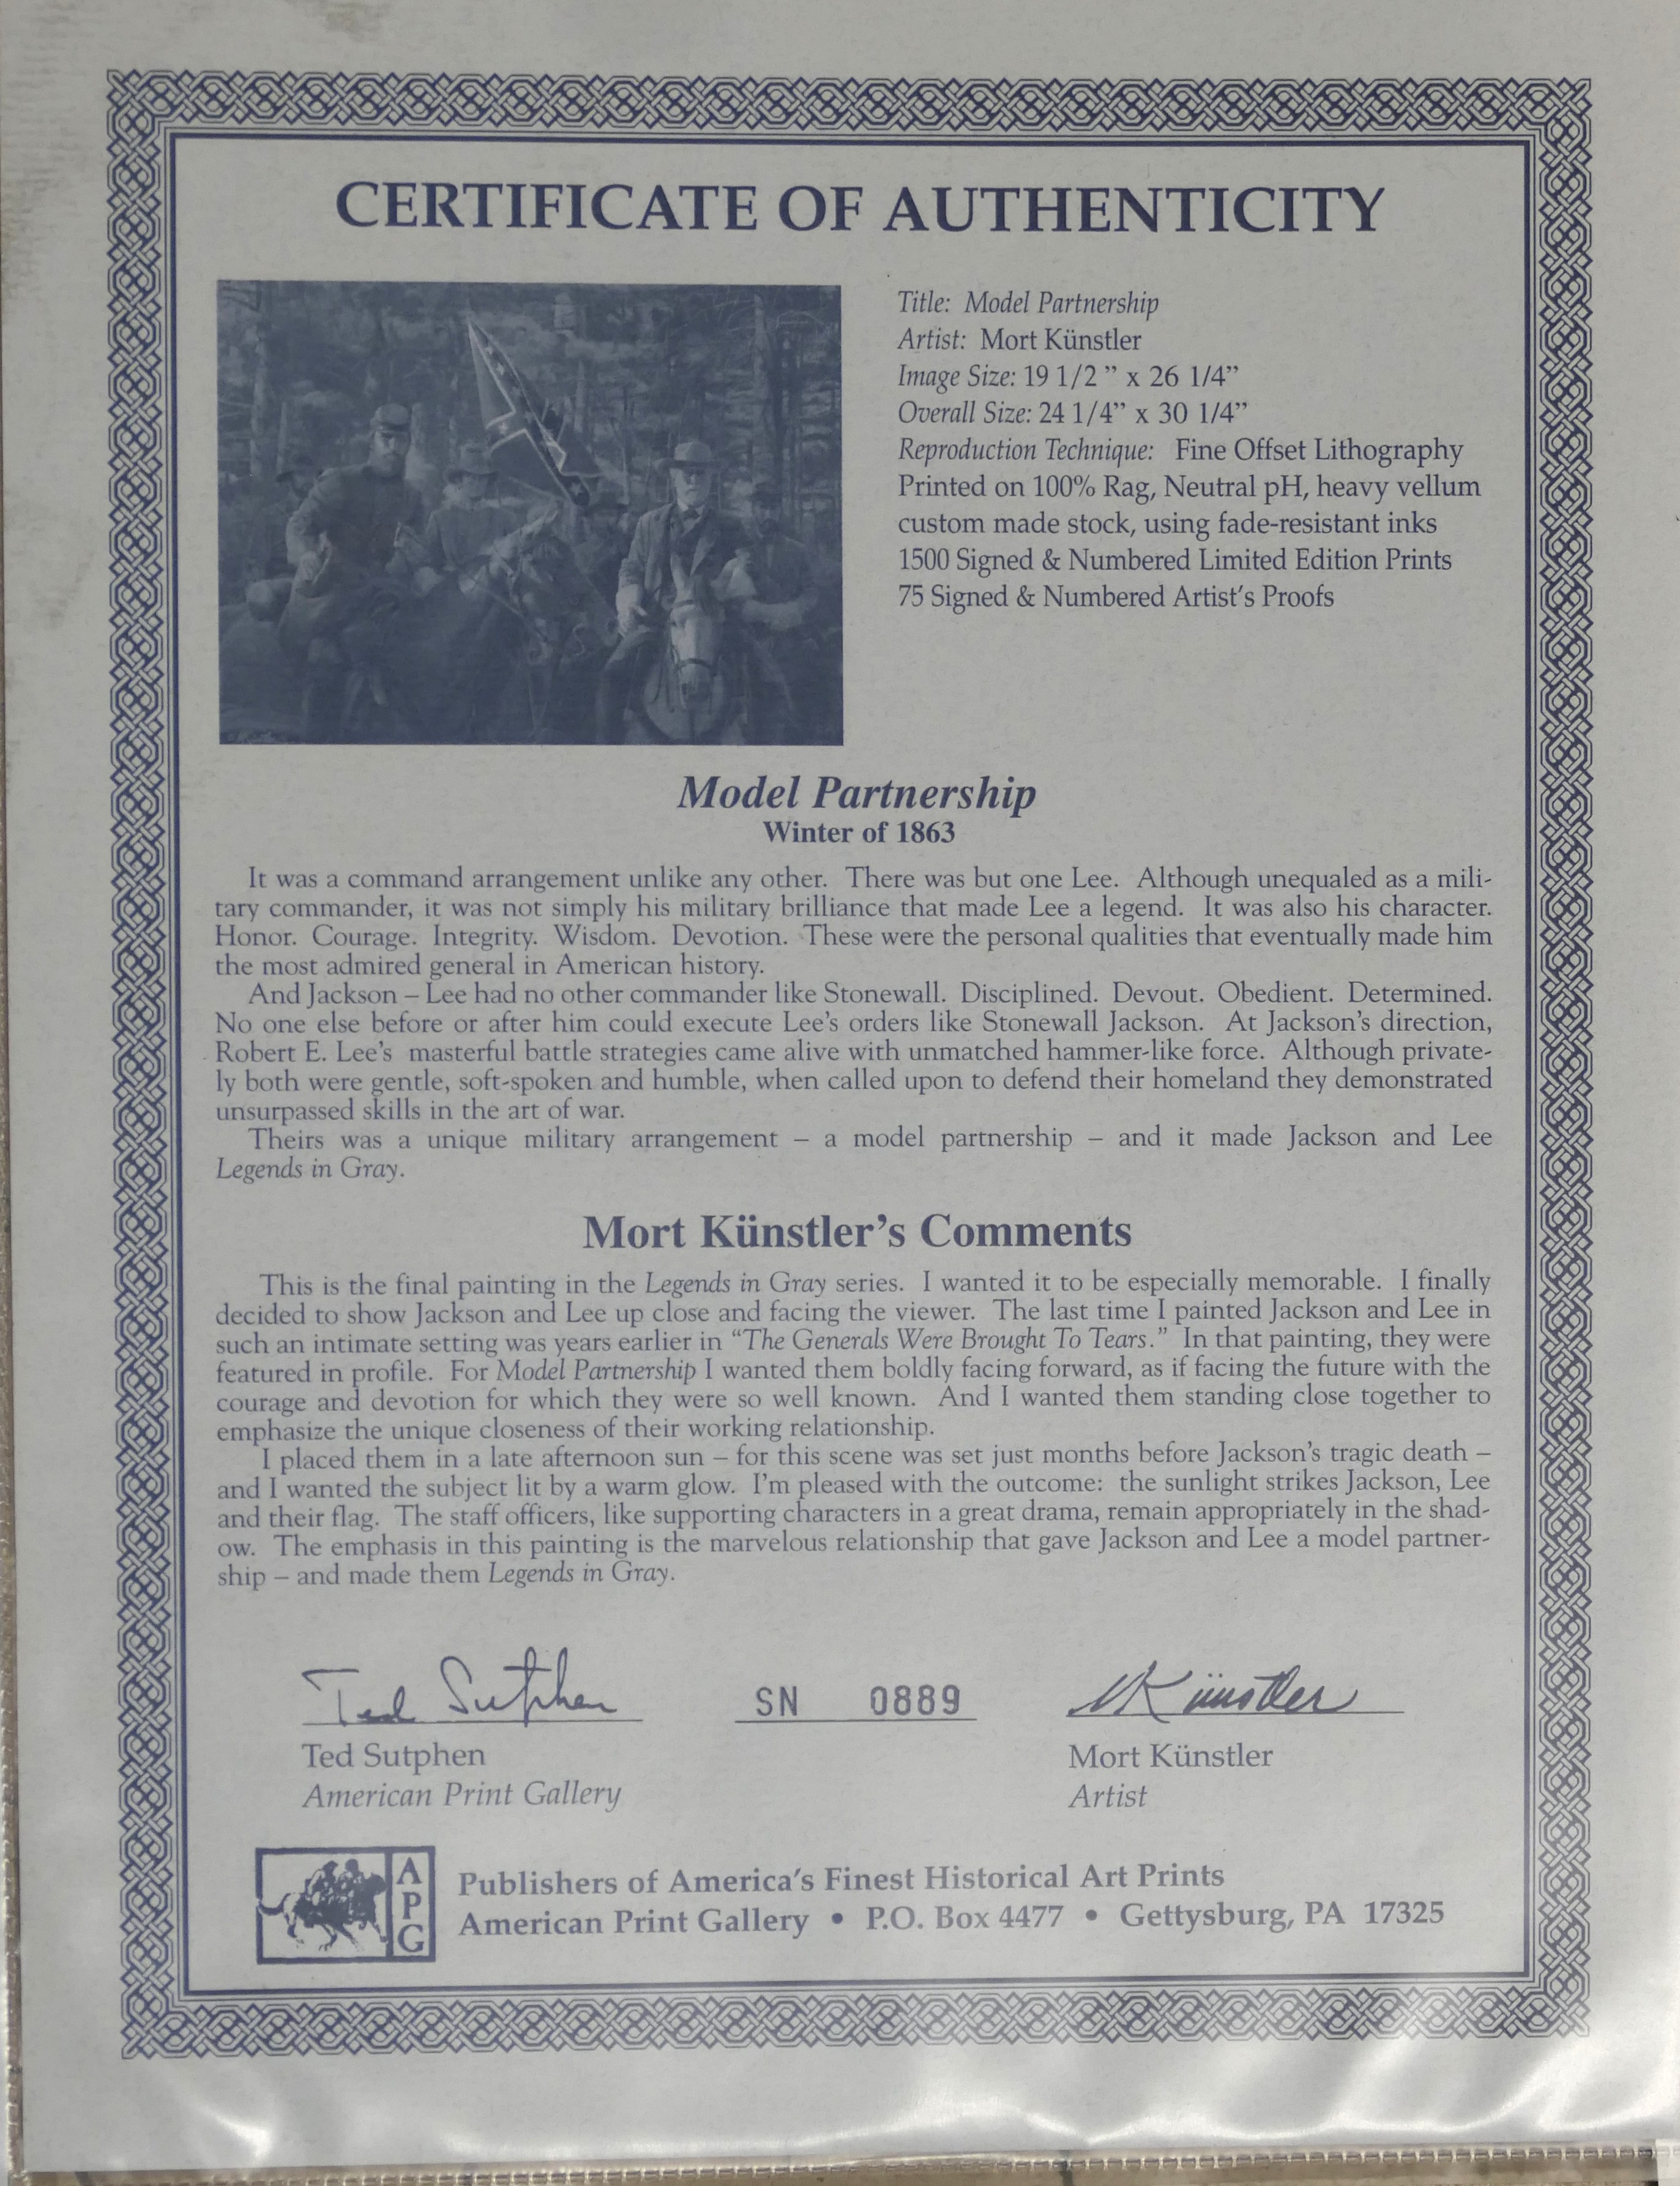 CERTIFICATE OF AUTHENTICITY
Title: Model Partnership
Artist: Mort Künstler
Image Size: 19 1/2 ” x 26 1/4”
Overall Size: 24 1/4” x 30 1/4”
Reproduction Technique: Fine Offset Lithography
Printed on 100% Rag, Neutral pH, heavy vellum
custom made stock, using fade-resistant inks
1500 Signed & Numbered Limited Edition Prints
75 Signed & Numbered Artist’s Proofs
Model Partnership
Winter of 1863
It was a command arrangement unlike any other. There was but one Lee. Although unequaled as a mili-
tary commander, it was not simply his military brilliance that made Lee a legend. It was also his character.
Honor. Courage. Integrity. Wisdom. Devotion. These were the personal qualities that eventually made him
the most admired general in American history.
And Jackson – Lee had no other commander like Stonewall. Disciplined. Devout. Obedient. Determined.
No one else before or after him could execute Lee’s orders like Stonewall Jackson. At Jackson’s direction,
Robert E. Lee’s masterful battle strategies came alive with unmatched hammer-like force. Although private-
ly both were gentle, soft-spoken and humble, when called upon to defend their homeland they demonstrated
unsurpassed skills in the art of war.
Theirs was a unique military arrangement – a model partnership – and it made Jackson and Lee
Legends in Gray.
Mort Künstler’s Comments
This is the final painting in the Legends in Gray series. I wanted it to be especially memorable. I finally
decided to show Jackson and Lee up close and facing the viewer. The last time I painted Jackson and Lee in
such an intimate setting was years earlier in “The Generals Were Brought To Tears.” In that painting, they were
featured in profile. For Model Partnership I wanted them boldly facing forward, as if facing the future with the
courage and devotion for which they were so well known. And I wanted them standing close together to
emphasize the unique closeness of their working relationship.
I placed them in a late afternoon sun – for this scene was set just months before Jackson’s tragic death –
and I wanted the subject lit by a warm glow. I’m pleased with the outcome: the sunlight strikes Jackson, Lee
and their flag. The staff officers, like supporting characters in a great drama, remain appropriately in the shad-
ow. The emphasis in this painting is the marvelous relationship that gave Jackson and Lee a model partner-
ship – and made them Legends in Gray.
Ted Sutphen SN 0889 MKünstler
Ted Sutphen Mort Künstler
American Print Gallery Artist
APG
Publishers of America’s Finest Historical Art Prints
American Print Gallery • P.O. Box 4477 • Gettysburg, PA 17325